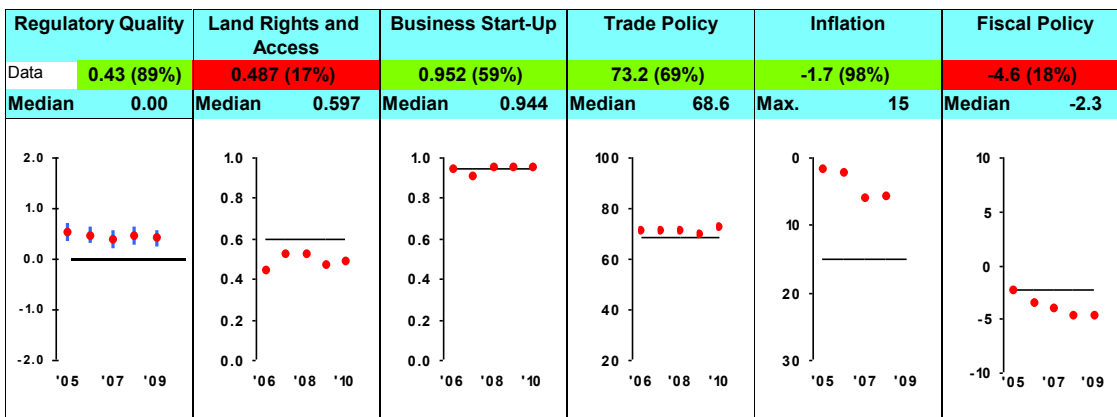 Regulatory Quality
Data 0.43 (89%)
Median 0.00
2.0
1.0
0.0
-1.0
-2.0
'05 '07 '09
Land Rights and
Access
0.487 (17%)
Median 0.597
1.0
0.8
0.6
0.4
0.2
0.0
'06 '08 '10
Business Start-Up
0.952 (59%)
Median 0.944
1.0
0.8
0.6
0.4
0.2
0.0
'06 '08 '10
Trade Policy
73.2 (69%)
Median 68.6
100
80
60
40
20
'06 '08 '10
Inflation
-1.7 (98%)
Max. 15
0
10
20
30
'05 '07 '09
Fiscal Policy
-4.6 (18%)
Median -2.3
10
5
0
-5
-10
'05 '07 '09